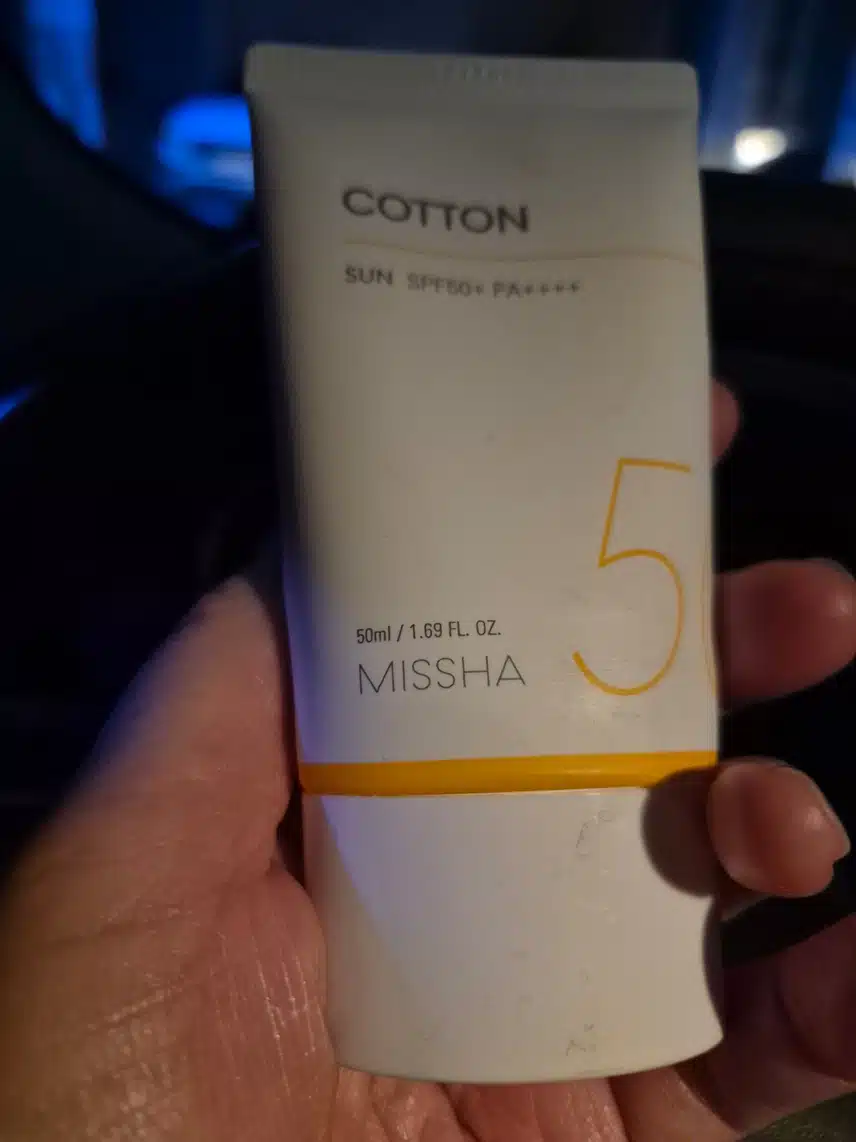 COTTON
SUN SPF50+ PA++++
5
50ml / 1.69 FL. OZ.
MISSHA